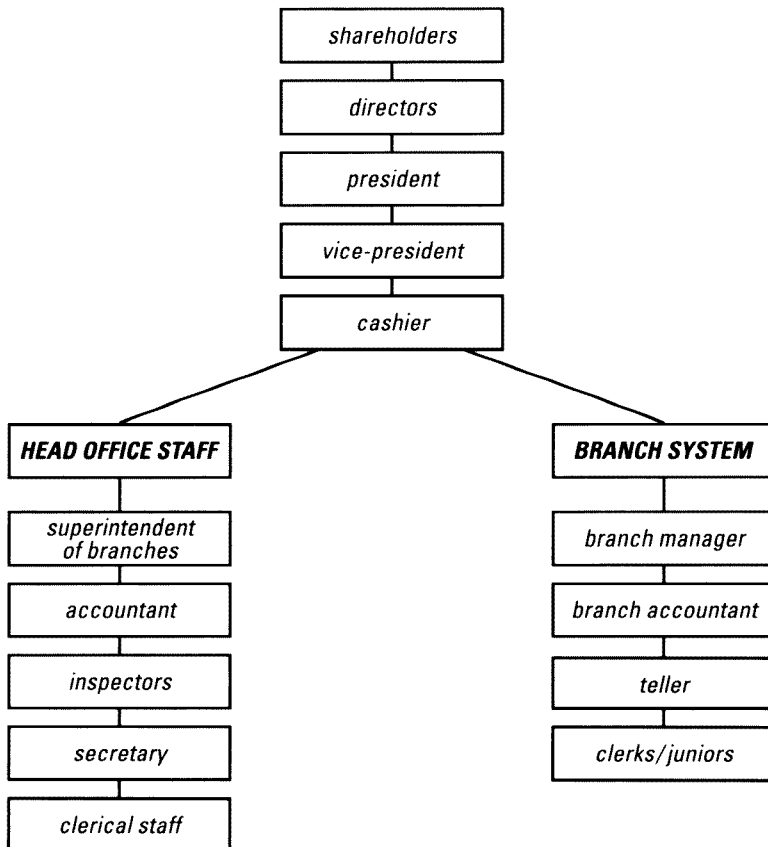 shareholders
directors
president
vice-president
cashier
HEAD OFFICE STAFF
superintendent
of branches
accountant
inspectors
secretary
clerical staff
BRANCH SYSTEM
branch manager
branch accountant
teller
clerks/juniors